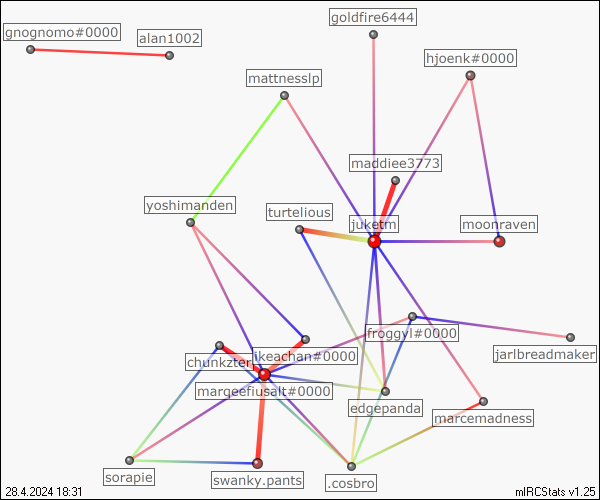 goldfire6444
gnognomo#0000
alan1002
hjoenk#0000
mattnesslp
maddiee3773
yoshimanden
turtelious
juketm
moonraven
froggyl#0000
jarlbreadmaker
chunkzter
ikeachan#0000
margeefiusalt#0000
edgepanda
marcemadness
sorapie
swanky.pants
.cosbro
28.4.2024 18:31
mIRCStats v1.25